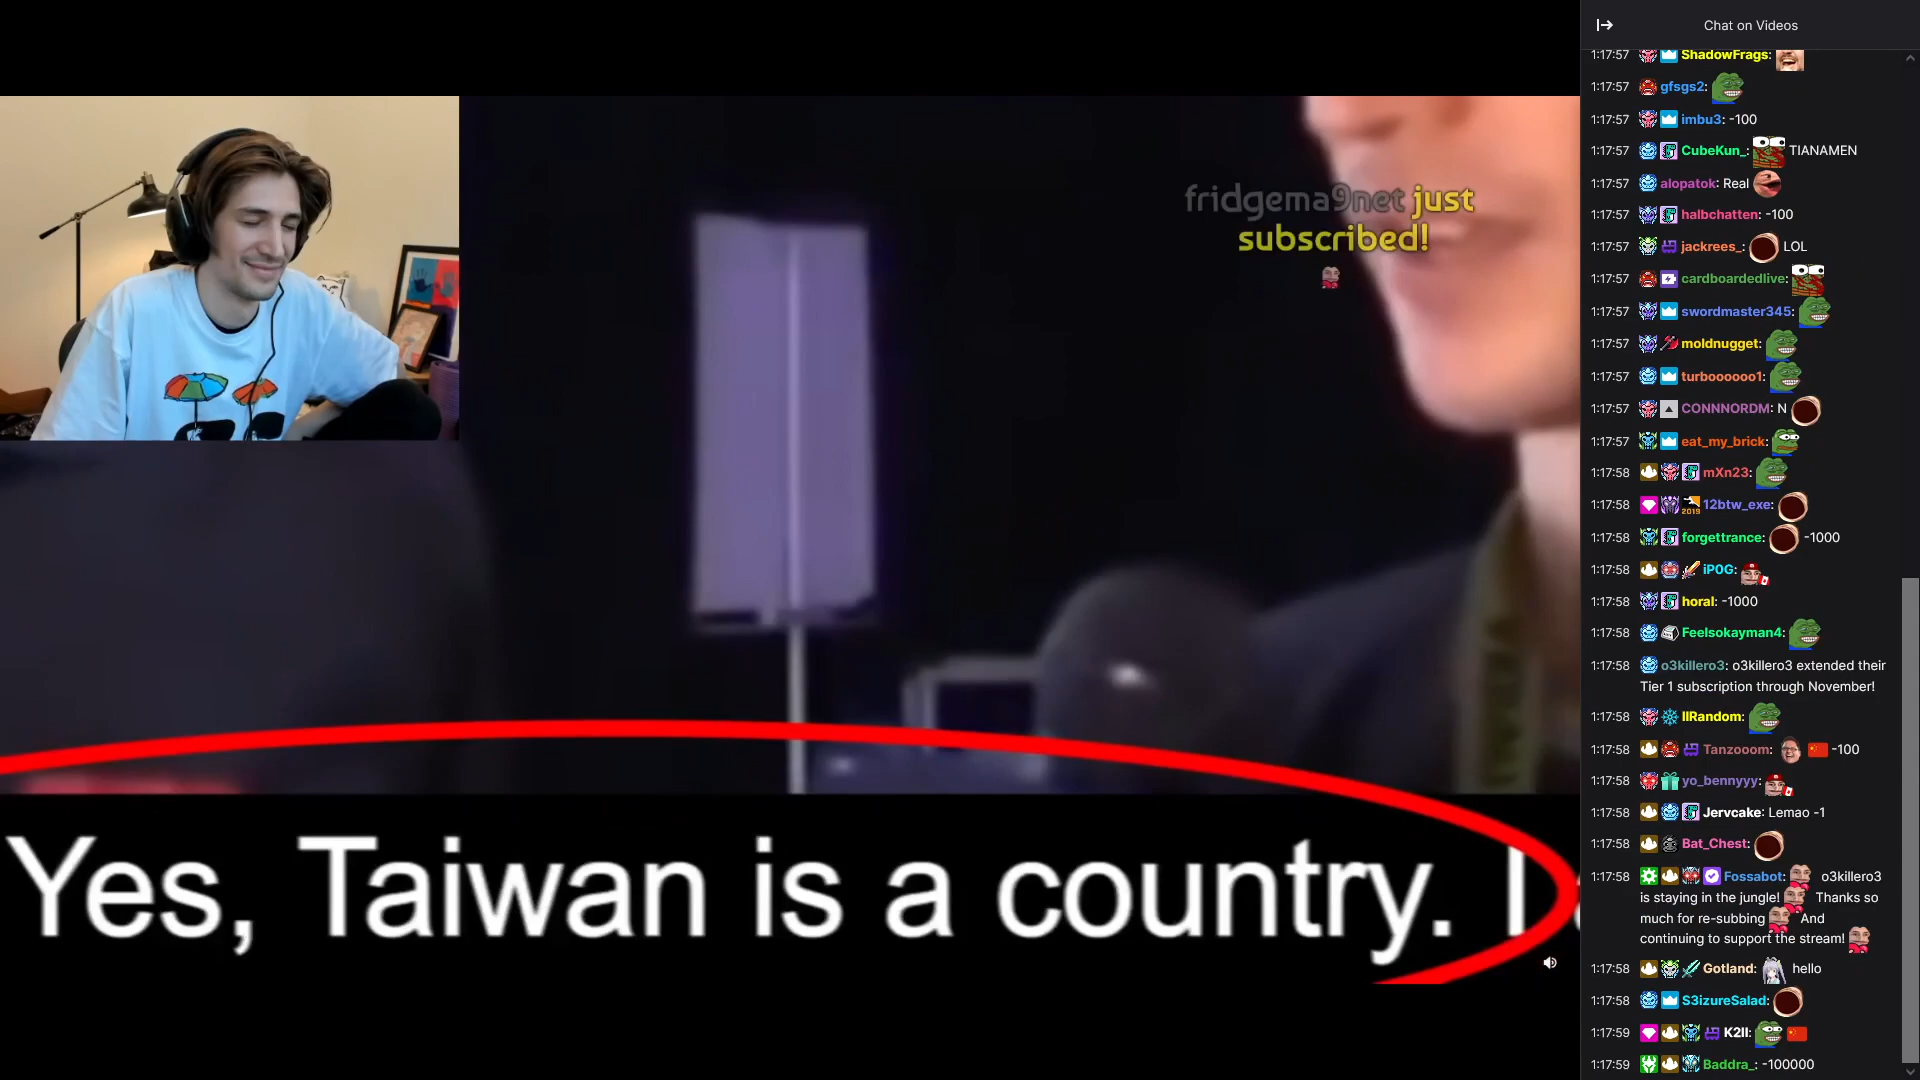 Chat on Videos
fridgema9net just
subscribed!
Yes, Taiwan is a country. I
1:17:57 ShadowFrags:
1:17:57 gfsgs2:
1:17:57 imbu3: -100
1:17:57 CubeKun_: TIANAMEN
1:17:57 alopatok: Real
1:17:57 halbchatten: -100
1:17:57 jackrees_: LOL
1:17:57 cardboardedlive:
1:17:57 swordmaster345:
1:17:57 moldnugget:
1:17:57 turboooooo1:
1:17:57 CONNNORDM: N
1:17:57 eat_my_brick:
1:17:58 mXn23:
1:17:58 2019 12btw_exe:
1:17:58 forgettrance: -1000
1:17:58 iP0G:
1:17:58 horal: -1000
1:17:58 Feelsokayman4:
1:17:58 o3killero3: o3killero3 extended their
Tier 1 subscription through November!
1:17:58 IIRandom:
1:17:58 Tanzooom: -100
1:17:58 yo_bennyyy:
1:17:58 Jervcake: Lemao -1
1:17:58 Bat_Chest:
1:17:58 Fossabot: o3killero3
is staying in the jungle! Thanks so
much for re-subbing And
continuing to support the stream!
1:17:58 Gotland: hello
1:17:58 S3izureSalad:
1:17:59 K2II:
1:17:59 Baddra_: -100000